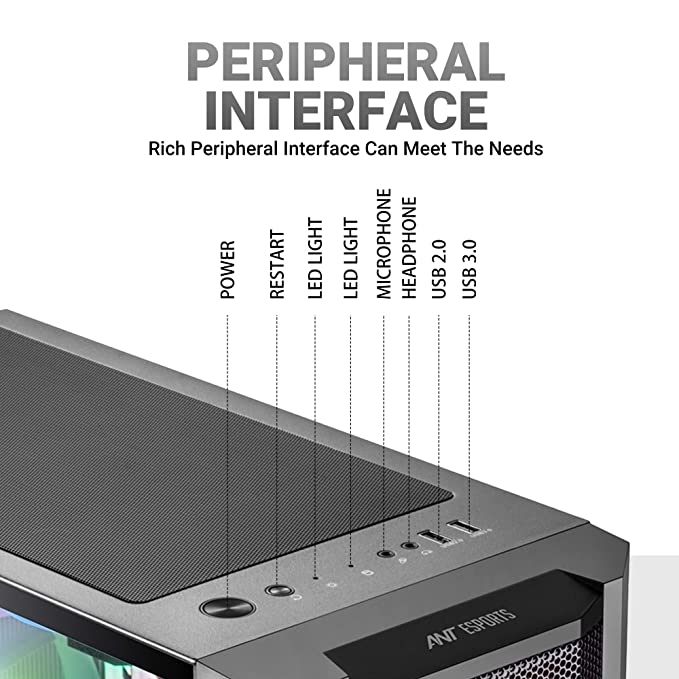 PERIPHERAL
INTERFACE
Rich Peripheral Interface Can Meet The Needs
POWER
RESTART
LED LIGHT
LED LIGHT
MICROPHONE
HEADPHONE
USB 2.0
USB 3.0
ANT ESPORTS